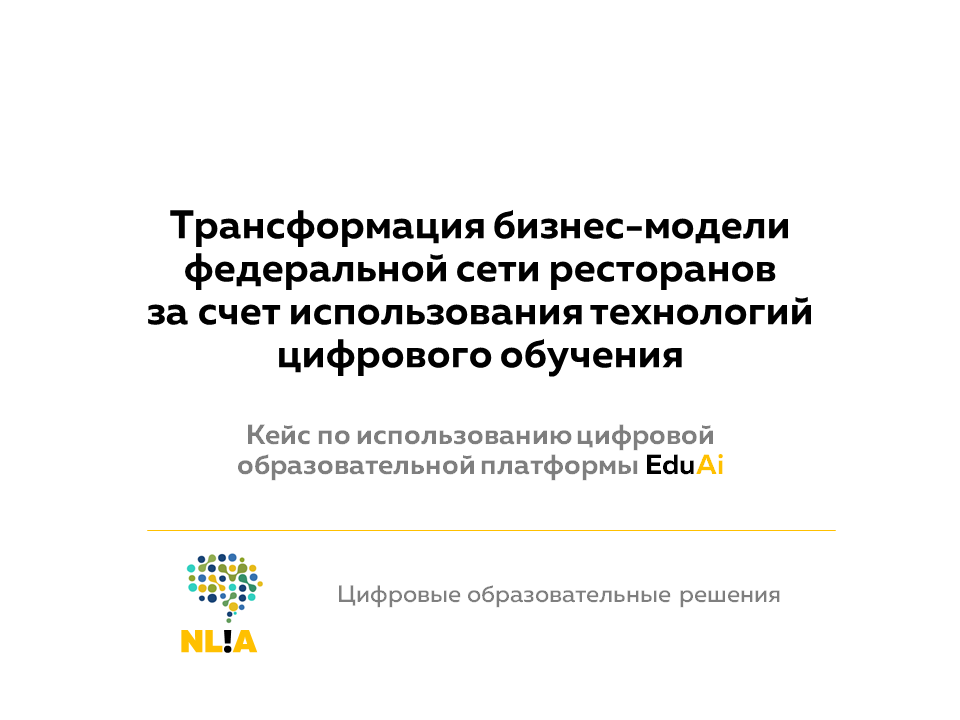 Трансформация бизнес-модели
федеральной сети ресторанов
за счет использования технологий
цифрового обучения
Кейс по использованию цифровой
образовательной платформы EduAi
Цифровые образовательные решения
NL!A